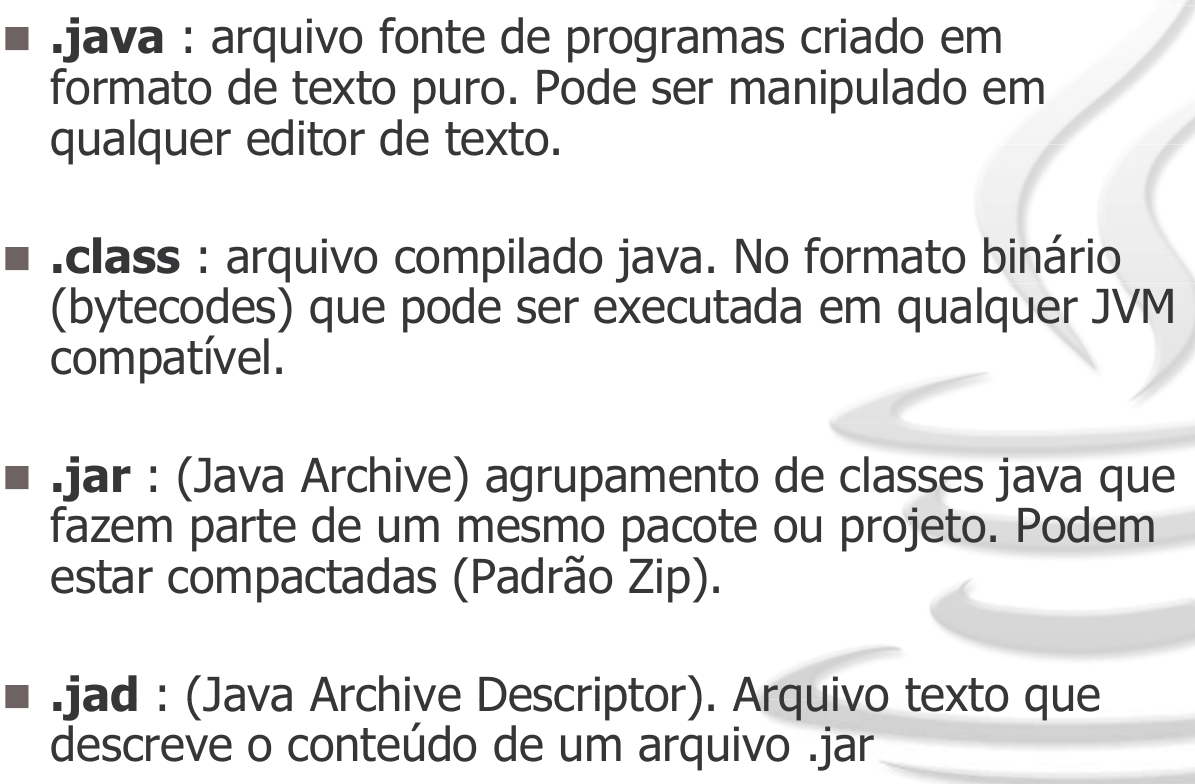 .java : arquivo fonte de programas criado em
formato de texto puro. Pode ser manipulado em
qualquer editor de texto.
.class : arquivo compilado java. No formato binário
(bytecodes) que pode ser executada em qualquer JVM
compatível.
.jar : (Java Archive) agrupamento de classes java que
fazem parte de um mesmo pacote ou projeto. Podem
estar compactadas (Padrão Zip).
.jad : (Java Archive Descriptor). Arquivo texto que
descreve o conteúdo de um arquivo .jar